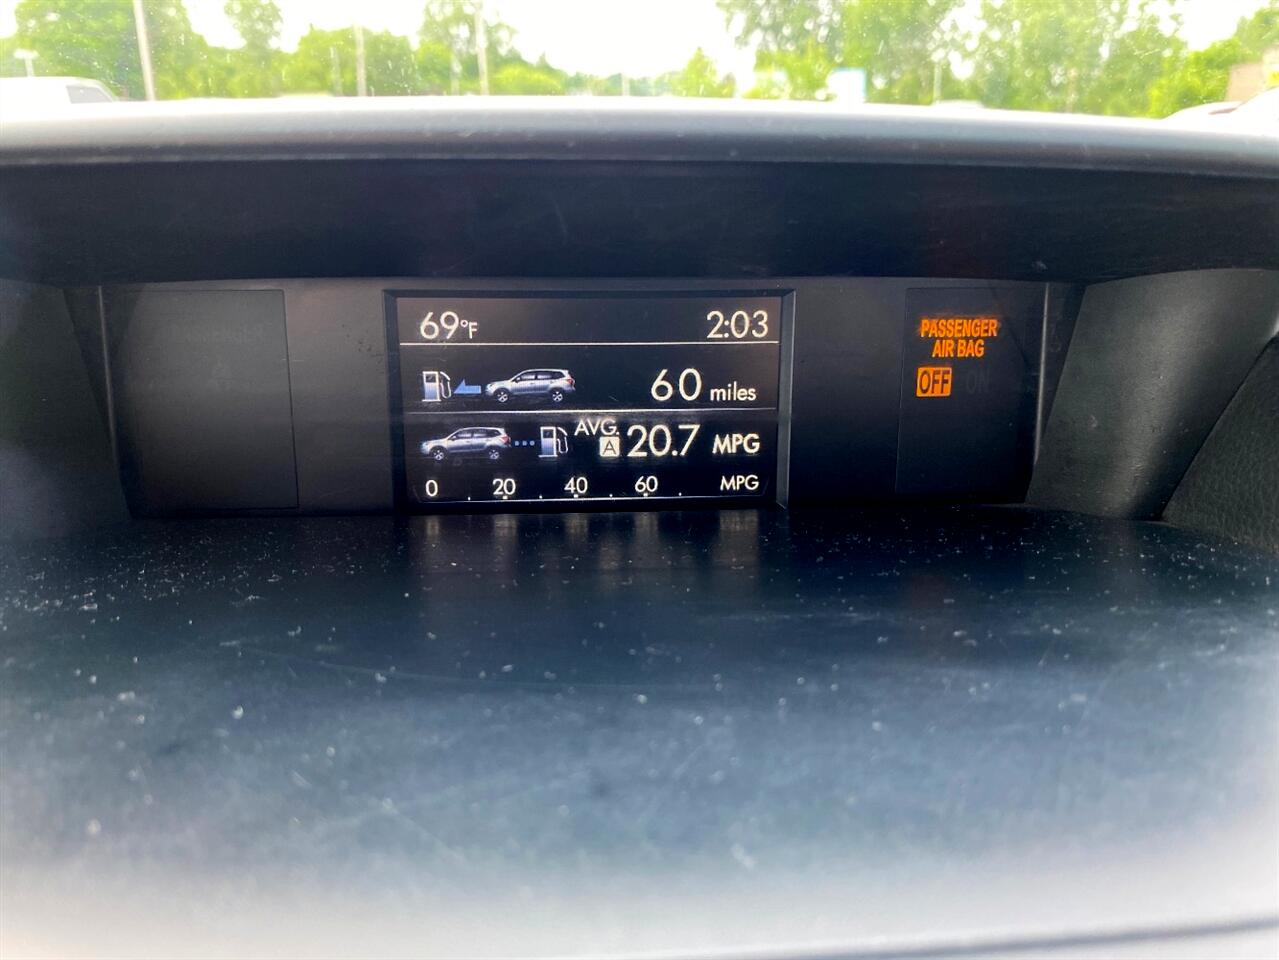 69°F 2:03
60 miles
AVG.
A 20.7 MPG
0 20 40 60 MPG
PASSENGER
AIR BAG
OFF ON